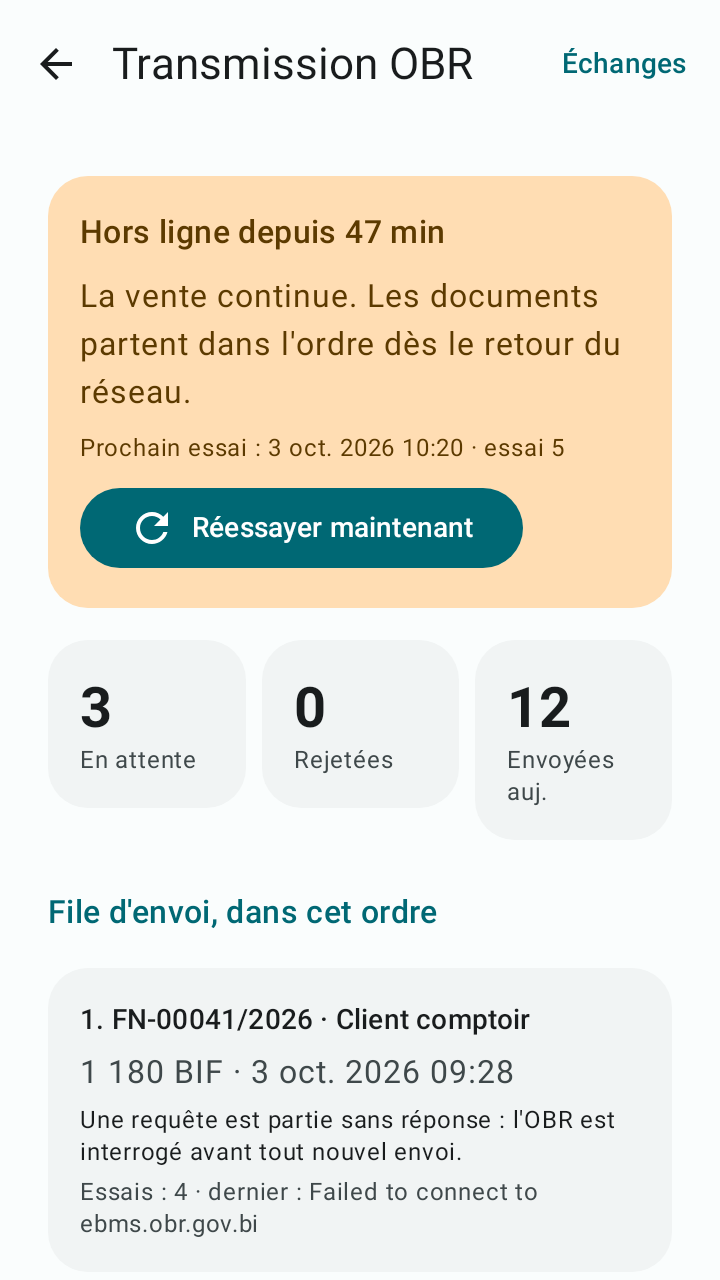 Transmission OBR
Échanges
Hors ligne depuis 47 min
La vente continue. Les documents
partent dans l'ordre dès le retour du
réseau.
Prochain essai : 3 oct. 2026 10:20 · essai 5
Réessayer maintenant
3
En attente
0
Rejetées
12
Envoyées
auj.
File d'envoi, dans cet ordre
1. FN-00041/2026 · Client comptoir
1 180 BIF · 3 oct. 2026 09:28
Une requête est partie sans réponse : l'OBR est
interrogé avant tout nouvel envoi.
Essais : 4 · dernier : Failed to connect to
ebms.obr.gov.bi